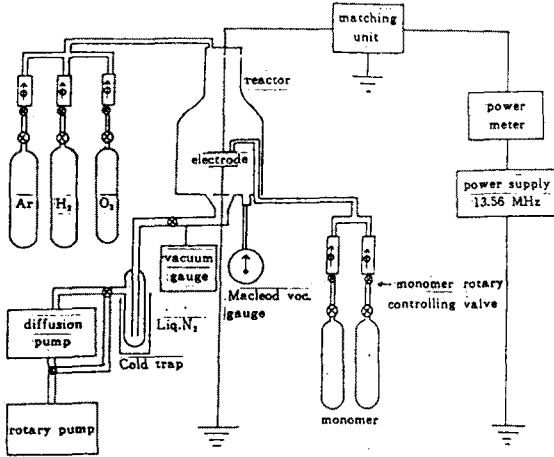 matching
unit
reactor
power
meter
electrode
Ar
H₂
O₂
power supply
13.56 MHz
vacuum
gauge
Macleod voc.
gauge
monomer rotary
controlling valve
diffusion
pump
Liq.N₂
Cold trap
monomer
rotary pump